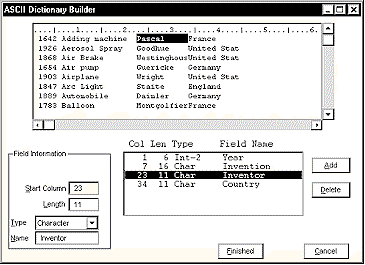 ASCII Dictionary Builder
....|....1....|....2....|....3....|....4....|....5....|....6.
1642 Adding machine Pascal France
1926 Aerosol Spray Goodhue United Stat
1868 Air Brake Westinghous United Stat
1654 Air pump Guericke Germany
1903 Airplane Wright United Stat
1847 Arc Light Staite England
1889 Automobile Daimler Germany
1783 Balloon Montgolfier France
Field Information
Start Column 23
Length 11
Type Character
Name Inventor
Col Len Type Field Name
1 6 Int-2 Year
7 16 Char Invention
23 11 Char Inventor
34 11 Char Country
Add
Delete
Finished
Cancel